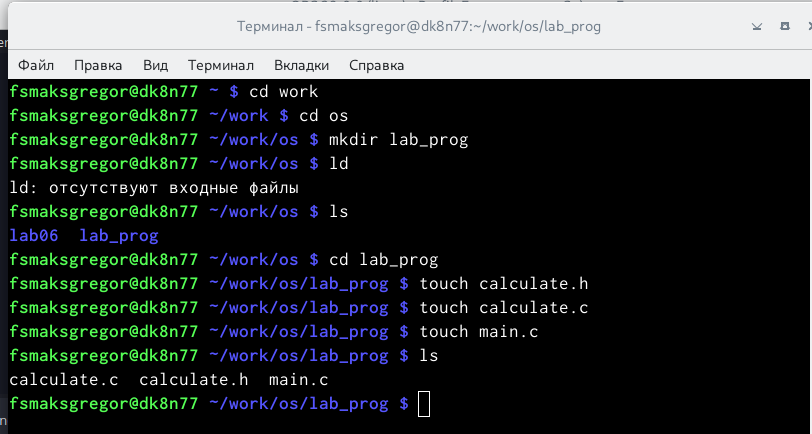 Терминал - fsmaksgregor@dk8n77:~/work/os/lab_prog
Файл Правка Вид Терминал Вкладки Справка
fsmaksgregor@dk8n77 ~ $ cd work
fsmaksgregor@dk8n77 ~/work $ cd os
fsmaksgregor@dk8n77 ~/work/os $ mkdir lab_prog
fsmaksgregor@dk8n77 ~/work/os $ ld
ld: отсутствуют входные файлы
fsmaksgregor@dk8n77 ~/work/os $ ls
lab06  lab_prog
fsmaksgregor@dk8n77 ~/work/os $ cd lab_prog
fsmaksgregor@dk8n77 ~/work/os/lab_prog $ touch calculate.h
fsmaksgregor@dk8n77 ~/work/os/lab_prog $ touch calculate.c
fsmaksgregor@dk8n77 ~/work/os/lab_prog $ touch main.c
fsmaksgregor@dk8n77 ~/work/os/lab_prog $ ls
calculate.c  calculate.h  main.c
fsmaksgregor@dk8n77 ~/work/os/lab_prog $